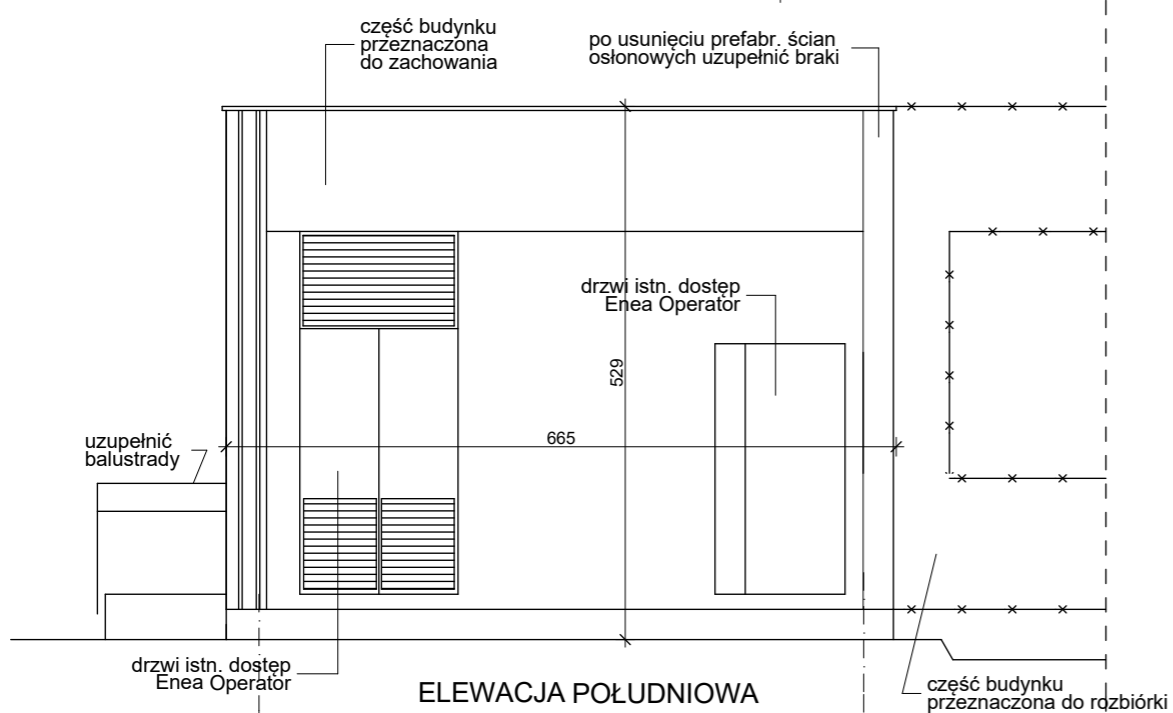 część budynku
przeznaczona
do zachowania
po usunięciu prefabr. ścian
osłonowych uzupełnić braki
drzwi istn. dostęp
Enea Operator
529
665
uzupełnić
balustrady
drzwi istn. dostęp
Enea Operator
ELEWACJA POŁUDNIOWA
część budynku
przeznaczona do rozbiórki